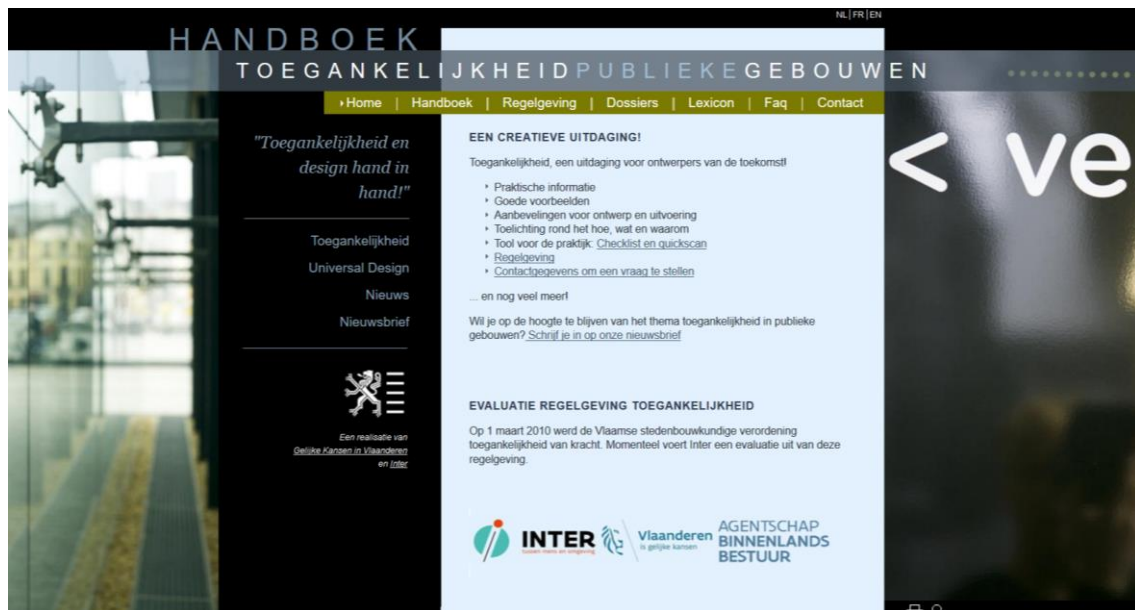 NL|FR|EN
HANDBOEK
TOEGANKELIJKHEIDPUBLIEKEGEBOUWEN
Home | Handboek | Regelgeving | Dossiers | Lexicon | Faq | Contact
"Toegankelijkheid en
design hand in
hand!"
Toegankelijkheid
Universal Design
Nieuws
Nieuwsbrief
Een realisatie van
Gelijke Kansen in Vlaanderen
en Inter
EEN CREATIEVE UITDAGING!
Toegankelijkheid, een uitdaging voor ontwerpers van de toekomst!
Praktische informatie
Goede voorbeelden
Aanbevelingen voor ontwerp en uitvoering
Toelichting rond het hoe, wat en waarom
Tool voor de praktijk: Checklist en quickscan
Regelgeving
Contactgegevens om een vraag te stellen
... en nog veel meer!
Wil je op de hoogte te blijven van het thema toegankelijkheid in publieke
gebouwen? Schrijf je in op onze nieuwsbrief
EVALUATIE REGELGEVING TOEGANKELIJKHEID
Op 1 maart 2010 werd de Vlaamse stedenbouwkundige verordening
toegankelijkheid van kracht. Momenteel voert Inter een evaluatie uit van deze
regelgeving.
INTER
tussen mens en omgeving
Vlaanderen
is gelijke kansen
AGENTSCHAP
BINNENLANDS
BESTUUR
< ve